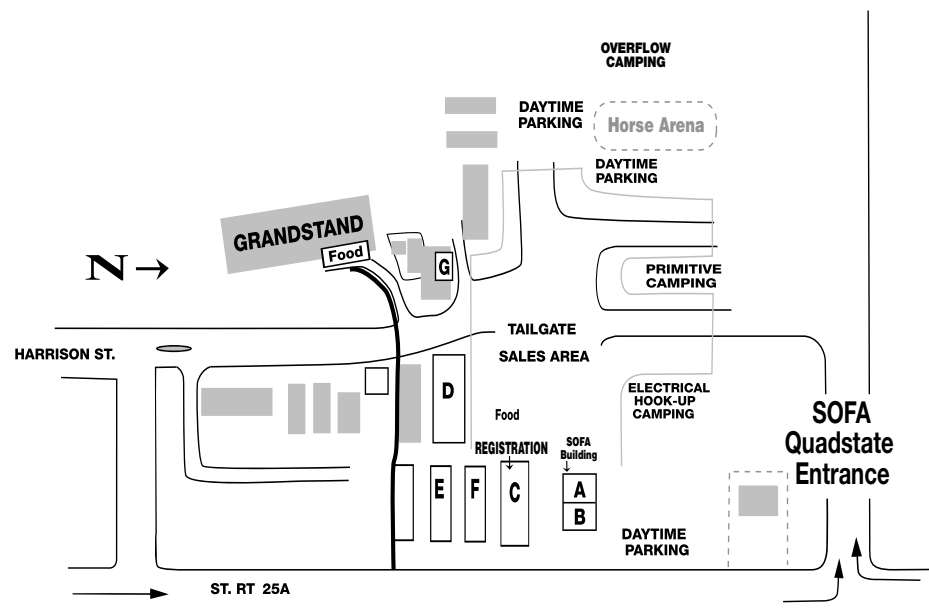 OVERFLOW
CAMPING
DAYTIME
PARKING
Horse Arena
DAYTIME
PARKING
GRANDSTAND
Food
N
G
PRIMITIVE
CAMPING
TAILGATE
SALES AREA
HARRISON ST.
D
ELECTRICAL
HOOK-UP
CAMPING
Food
SOFA
Quadstate
Entrance
REGISTRATION
SOFA
Building
E
F
C
A
B
DAYTIME
PARKING
ST. RT 25A